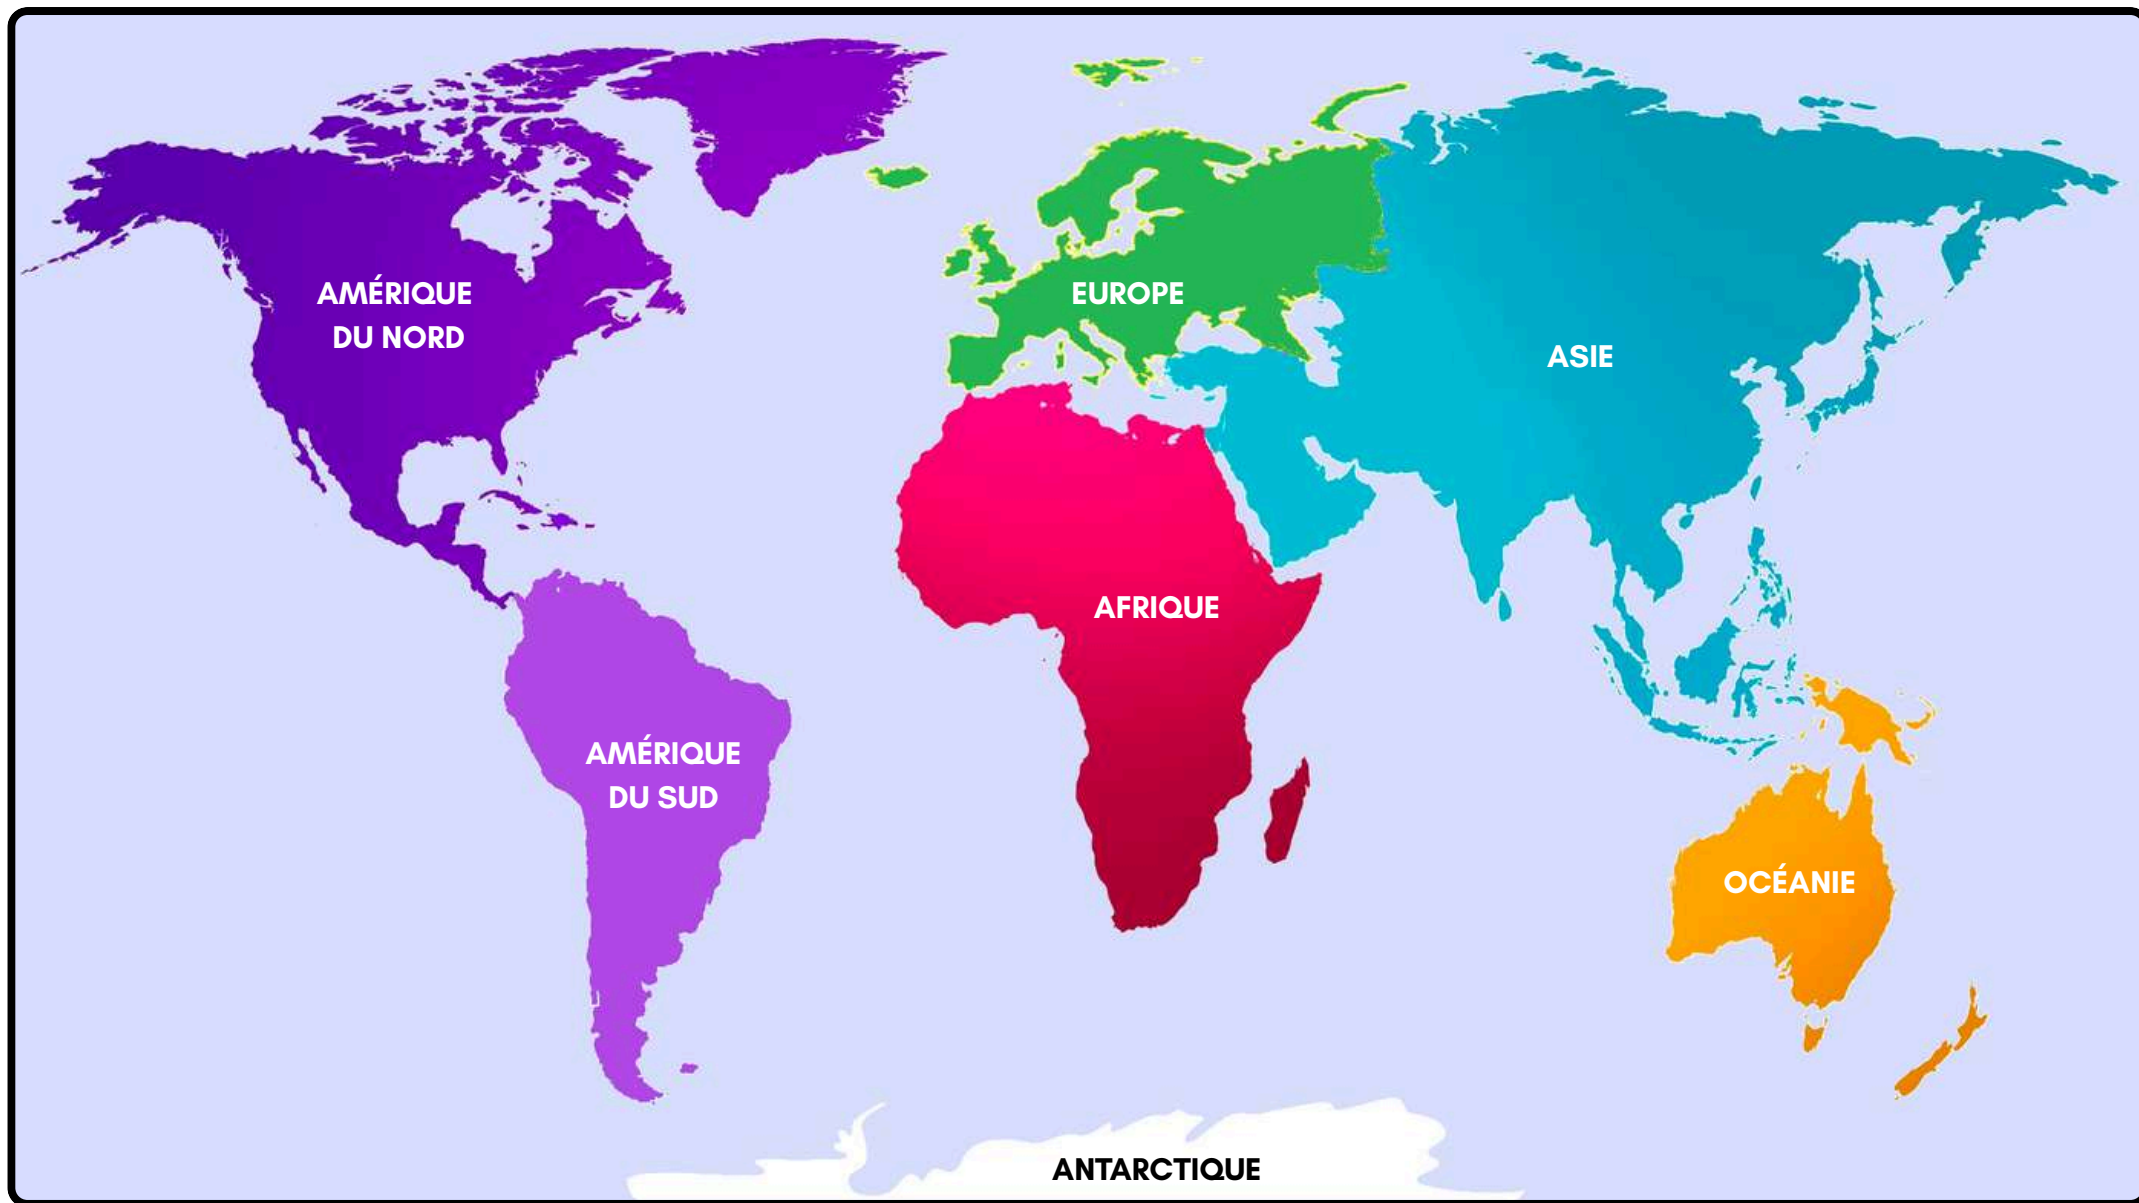 AMÉRIQUE
DU NORD
EUROPE
ASIE
AFRIQUE
AMÉRIQUE
DU SUD
OCÉANIE
ANTARCTIQUE